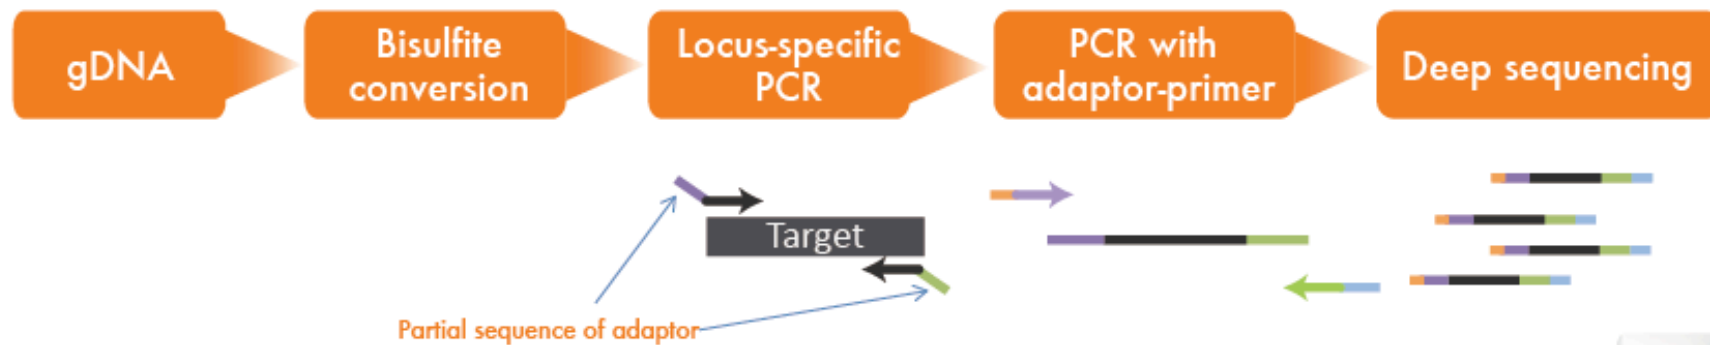 gDNA
Bisulfite
conversion
Locus-specific
PCR
PCR with
adaptor-primer
Deep sequencing
Target
Partial sequence of adaptor